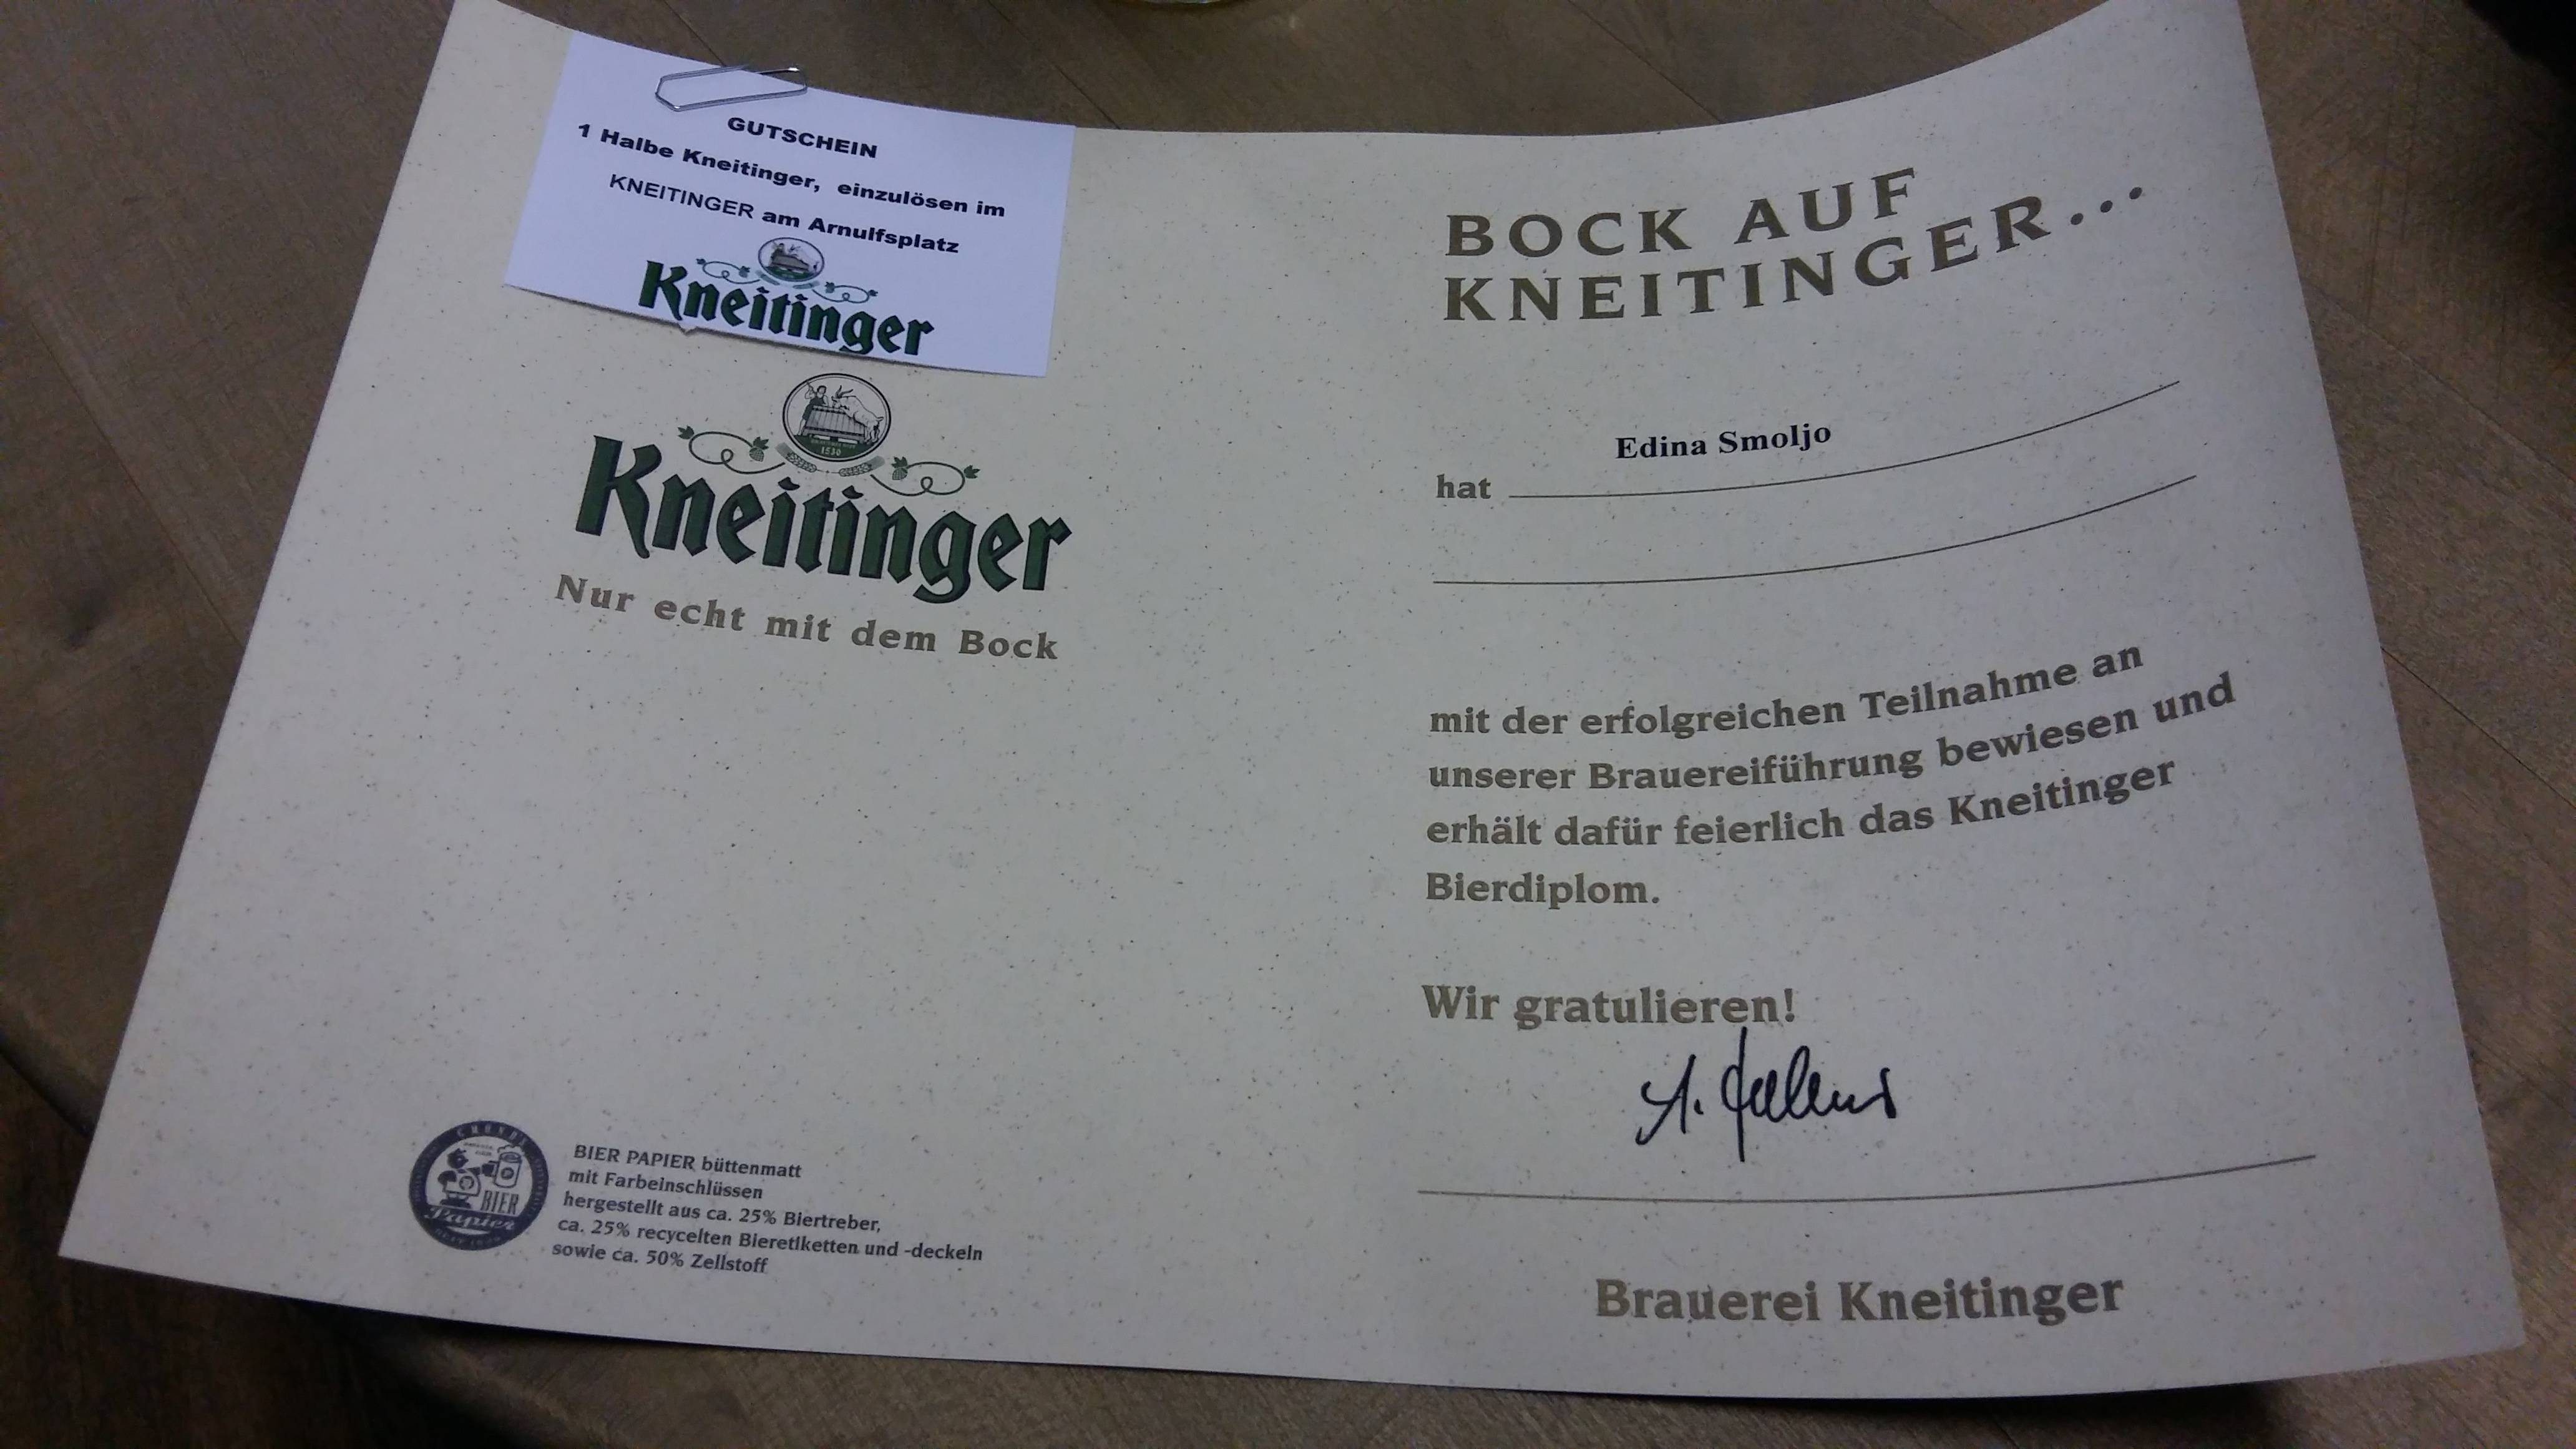 GUTSCHEIN
1 Halbe Kneitinger, einzulösen im
KNEITINGER am Arnulfsplatz
Kneitinger
1530
Kneitinger
Nur echt mit dem Bock
BIER
Papier
BIER PAPIER büttenmatt
mit Farbeinschlüssen
hergestellt aus ca. 25% Biertreber,
ca. 25% recycelten Bieretiketten und -deckeln
sowie ca. 50% Zellstoff
BOCK AUF
KNEITINGER...
Edina Smoljo
hat
mit der erfolgreichen Teilnahme an
unserer Brauereiführung bewiesen und
erhält dafür feierlich das Kneitinger
Bierdiplom.
Wir gratulieren!
Brauerei Kneitinger